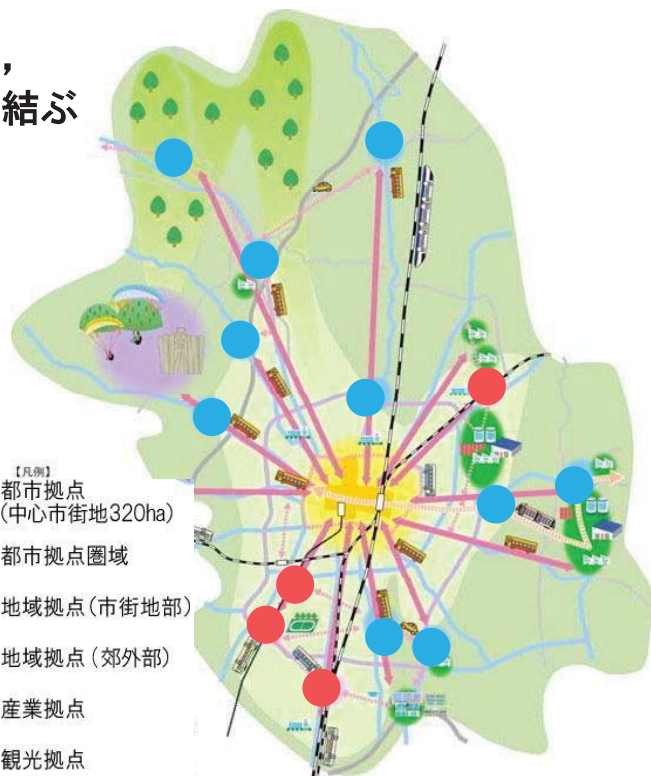 ，
結ぶ
【凡例】
都市拠点
(中心市街地320ha)
都市拠点圏域
地域拠点(市街地部)
地域拠点(郊外部)
産業拠点
観光拠点